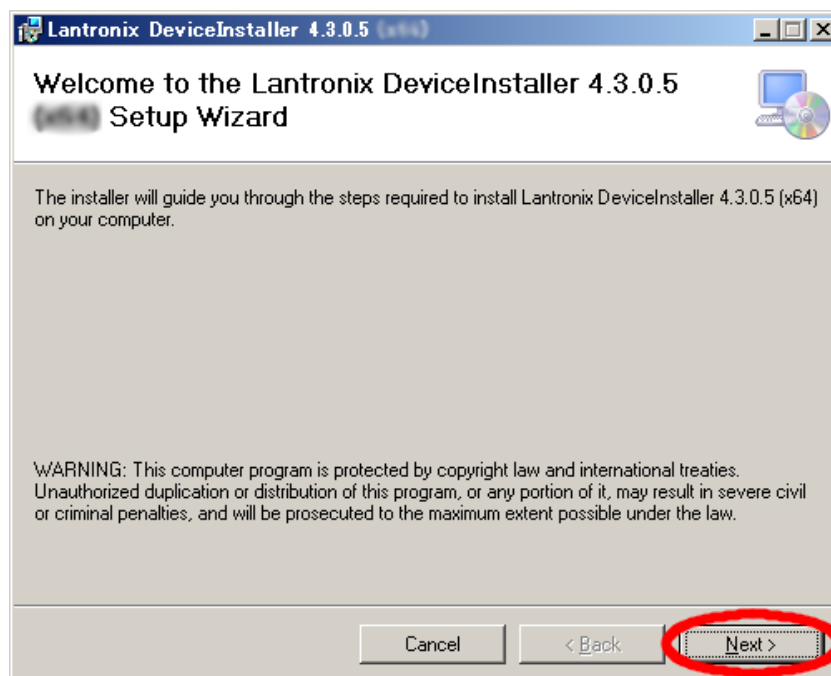 Lantronix DeviceInstaller 4.3.0.5
Welcome to the Lantronix DeviceInstaller 4.3.0.5
Setup Wizard
The installer will guide you through the steps required to install Lantronix DeviceInstaller 4.3.0.5 (x64)
on your computer.
WARNING: This computer program is protected by copyright law and international treaties.
Unauthorized duplication or distribution of this program, or any portion of it, may result in severe civil
or criminal penalties, and will be prosecuted to the maximum extent possible under the law.
Cancel < Back Next >